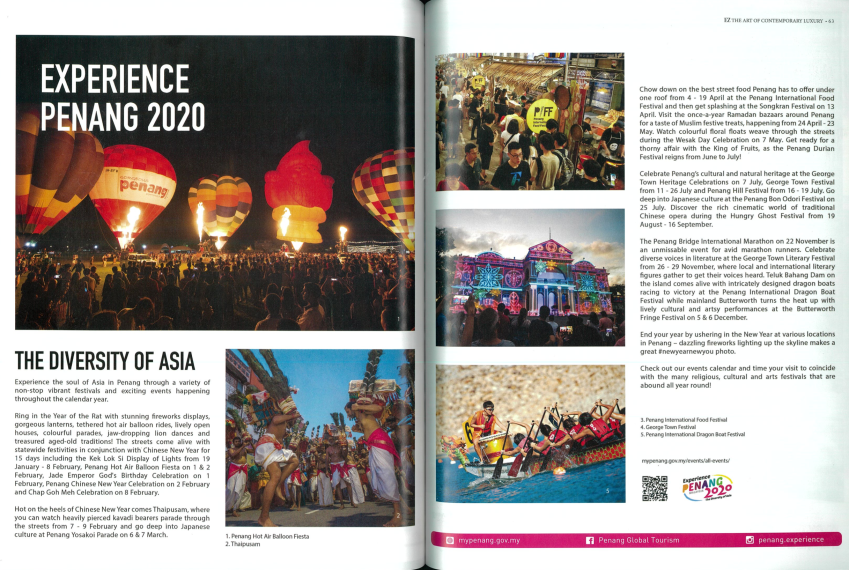 EXPERIENCE
PENANG 2020
penang
THE DIVERSITY OF ASIA
Experience the soul of Asia in Penang through a variety of
non-stop vibrant festivals and exciting events happening
throughout the calendar year.
Ring in the Year of the Rat with stunning fireworks displays,
gorgeous lanterns, tethered hot air balloon rides, lively open
houses, colourful parades, jaw-dropping lion dances and
treasured aged-old traditions! The streets come alive with
statewide festivities in conjunction with Chinese New Year for
15 days including the Kek Lok Si Display of Lights from 19
January - 8 February, Penang Hot Air Balloon Fiesta on 1 & 2
February, Jade Emperor God's Birthday Celebration on 1
February, Penang Chinese New Year Celebration on 2 February
and Chap Goh Meh Celebration on 8 February.
Hot on the heels of Chinese New Year comes Thaipusam, where
you can watch heavily pierced kavadi bearers parade through
the streets from 7 - 9 February and go deep into Japanese
culture at Penang Yosakoi Parade on 6 & 7 March.
1. Penang Hot Air Balloon Fiesta
2. Thaipusam
EZ THE ART OF CONTEMPORARY LUXURY - 63
PIFF
Chow down on the best street food Penang has to offer under
one roof from 4 - 19 April at the Penang International Food
Festival and then get splashing at the Songkran Festival on 13
April. Visit the once-a-year Ramadan bazaars around Penang
for a taste of Muslim festive treats, happening from 24 April - 23
May. Watch colourful floral floats weave through the streets
during the Wesak Day Celebration on 7 May. Get ready for a
thorny affair with the King of Fruits, as the Penang Durian
Festival reigns from June to July!
Celebrate Penang's cultural and natural heritage at the George
Town Heritage Celebrations on 7 July, George Town Festival
from 11 - 26 July and Penang Hill Festival from 16 - 19 July. Go
deep into Japanese culture at the Penang Bon Odori Festival on
25 July. Discover the rich cinematic world of traditional
Chinese opera during the Hungry Ghost Festival from 19
August - 16 September.
The Penang Bridge International Marathon on 22 November is
an unmissable event for avid marathon runners. Celebrate
diverse voices in literature at the George Town Literary Festival
from 26 - 29 November, where local and international literary
figures gather to get their voices heard. Teluk Bahang Dam on
the island comes alive with intricately designed dragon boats
racing to victory at the Penang International Dragon Boat
Festival while mainland Butterworth turns the heat up with
lively cultural and artsy performances at the Butterworth
Fringe Festival on 5 & 6 December.
End your year by ushering in the New Year at various locations
in Penang – dazzling fireworks lighting up the skyline makes a
great #newyearnewyou photo.
Check out our events calendar and time your visit to coincide
with the many religious, cultural and arts festivals that are
abound all year round!
5
3. Penang International Food Festival
4. George Town Festival
5. Penang International Dragon Boat Festival
mypenang.gov.my/events/all-events/
Experience
PENANG
2020
mypenang.gov.my
Penang Global Tourism
penang.experience